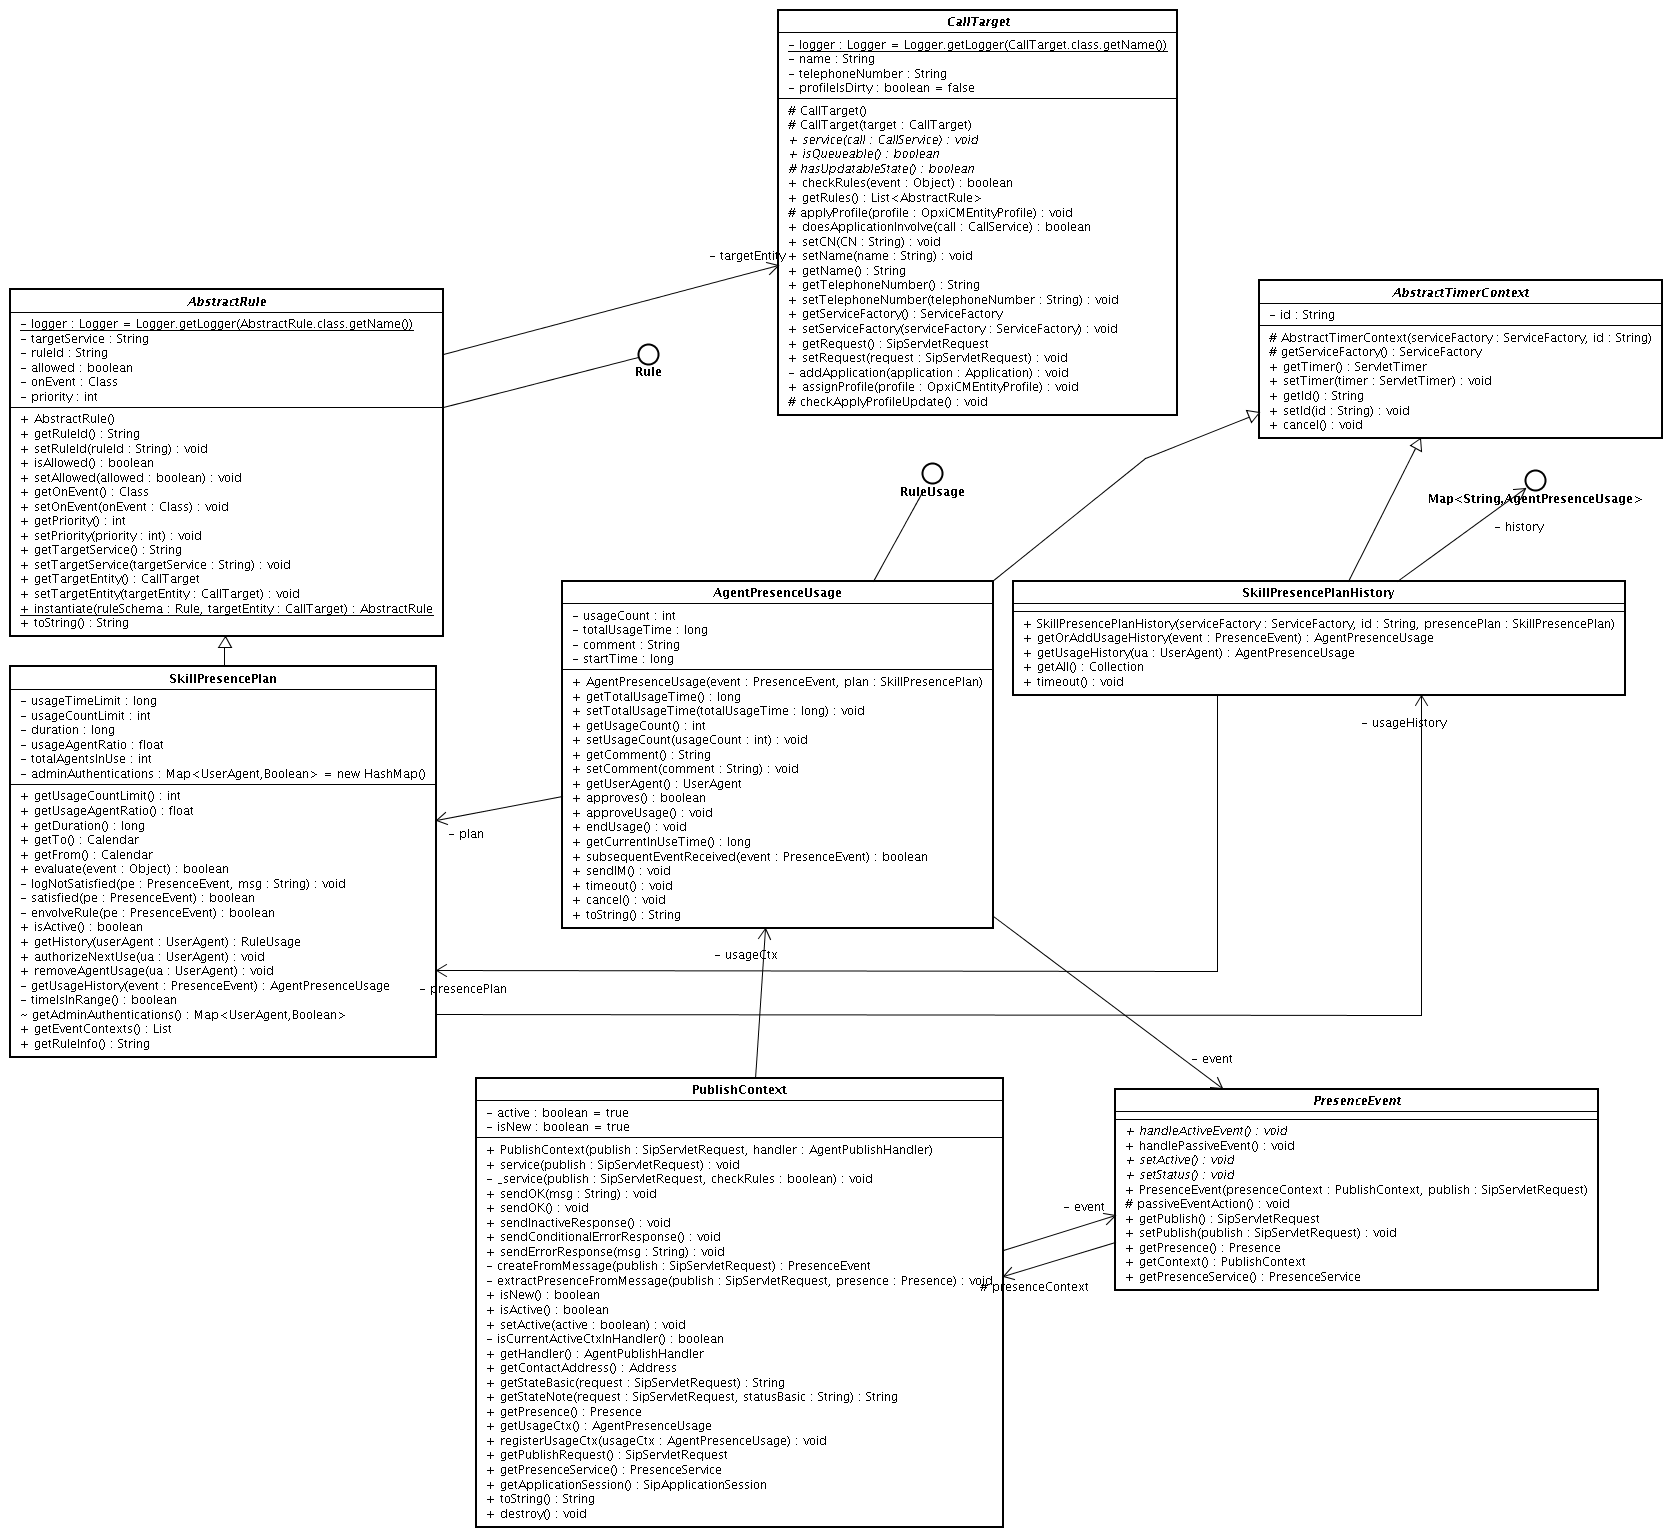 CallTarget
- logger : Logger = Logger.getLogger(CallTarget.class.getName())
- name : String
- telephoneNumber : String
- profileIsDirty : boolean = false
# CallTarget()
# CallTarget(target : CallTarget)
+ service(call : CallService) : void
+ isQueueable() : boolean
# hasUpdatableState() : boolean
+ checkRules(event : Object) : boolean
+ getRules() : List<AbstractRule>
# applyProfile(profile : OpxiCMEntityProfile) : void
+ doesApplicationInvolve(call : CallService) : boolean
+ setCN(CN : String) : void
+ setName(name : String) : void
+ getName() : String
+ getTelephoneNumber() : String
+ setTelephoneNumber(telephoneNumber : String) : void
+ getServiceFactory() : ServiceFactory
+ setServiceFactory(serviceFactory : ServiceFactory) : void
+ getRequest() : SipServletRequest
+ setRequest(request : SipServletRequest) : void
- addApplication(application : Application) : void
+ assignProfile(profile : OpxiCMEntityProfile) : void
# checkApplyProfileUpdate() : void
- targetEntity
Rule
AbstractRule
- logger : Logger = Logger.getLogger(AbstractRule.class.getName())
- targetService : String
- ruleId : String
- allowed : boolean
- onEvent : Class
- priority : int
+ AbstractRule()
+ getRuleId() : String
+ setRuleId(ruleId : String) : void
+ isAllowed() : boolean
+ setAllowed(allowed : boolean) : void
+ getOnEvent() : Class
+ setOnEvent(onEvent : Class) : void
+ getPriority() : int
+ setPriority(priority : int) : void
+ getTargetService() : String
+ setTargetService(targetService : String) : void
+ getTargetEntity() : CallTarget
+ setTargetEntity(targetEntity : CallTarget) : void
+ instantiate(ruleSchema : Rule, targetEntity : CallTarget) : AbstractRule
+ toString() : String
AbstractTimerContext
- id : String
# AbstractTimerContext(serviceFactory : ServiceFactory, id : String)
# getServiceFactory() : ServiceFactory
+ getTimer() : ServletTimer
+ setTimer(timer : ServletTimer) : void
+ getId() : String
+ setId(id : String) : void
+ cancel() : void
RuleUsage
Map<String,AgentPresenceUsage>
- history
AgentPresenceUsage
- usageCount : int
- totalUsageTime : long
- comment : String
- startTime : long
+ AgentPresenceUsage(event : PresenceEvent, plan : SkillPresencePlan)
+ getTotalUsageTime() : long
+ setTotalUsageTime(totalUsageTime : long) : void
+ getUsageCount() : int
+ setUsageCount(usageCount : int) : void
+ getComment() : String
+ setComment(comment : String) : void
+ getUserAgent() : UserAgent
+ approves() : boolean
+ approveUsage() : void
+ endUsage() : void
+ getCurrentInUseTime() : long
+ subsequentEventReceived(event : PresenceEvent) : boolean
+ sendIM() : void
+ timeout() : void
+ cancel() : void
+ toString() : String
SkillPresencePlanHistory
+ SkillPresencePlanHistory(serviceFactory : ServiceFactory, id : String, presencePlan : SkillPresencePlan)
+ getOrAddUsageHistory(event : PresenceEvent) : AgentPresenceUsage
+ getUsageHistory(ua : UserAgent) : AgentPresenceUsage
+ getAll() : Collection
+ timeout() : void
- usageHistory
SkillPresencePlan
- usageTimeLimit : long
- usageCountLimit : int
- duration : long
- usageAgentRatio : float
- totalAgentsInUse : int
- adminAuthentications : Map<UserAgent,Boolean> = new HashMap()
+ getUsageCountLimit() : int
+ getUsageAgentRatio() : float
+ getDuration() : long
+ getTo() : Calendar
+ getFrom() : Calendar
+ evaluate(event : Object) : boolean
- logNotSatisfied(pe : PresenceEvent, msg : String) : void
- satisfied(pe : PresenceEvent) : boolean
- envolveRule(pe : PresenceEvent) : boolean
+ isActive() : boolean
+ getHistory(userAgent : UserAgent) : RuleUsage
+ authorizeNextUse(ua : UserAgent) : void
+ removeAgentUsage(ua : UserAgent) : void
- getUsageHistory(event : PresenceEvent) : AgentPresenceUsage
- timeIsInRange() : boolean
~ getAdminAuthentications() : Map<UserAgent,Boolean>
+ getEventContexts() : List
+ getRuleInfo() : String
- plan
- usageCtx
- presencePlan
- event
PublishContext
- active : boolean = true
- isNew : boolean = true
+ PublishContext(publish : SipServletRequest, handler : AgentPublishHandler)
+ service(publish : SipServletRequest) : void
- _service(publish : SipServletRequest, checkRules : boolean) : void
+ sendOK(msg : String) : void
+ sendOK() : void
+ sendInactiveResponse() : void
+ sendConditionalErrorResponse() : void
+ sendErrorResponse(msg : String) : void
- createFromMessage(publish : SipServletRequest) : PresenceEvent
- extractPresenceFromMessage(publish : SipServletRequest, presence : Presence) : void
+ isNew() : boolean
+ isActive() : boolean
+ setActive(active : boolean) : void
- isCurrentActiveCtxInHandler() : boolean
+ getHandler() : AgentPublishHandler
+ getContactAddress() : Address
+ getStateBasic(request : SipServletRequest) : String
+ getStateNote(request : SipServletRequest, statusBasic : String) : String
+ getPresence() : Presence
+ getUsageCtx() : AgentPresenceUsage
+ registerUsageCtx(usageCtx : AgentPresenceUsage) : void
+ getPublishRequest() : SipServletRequest
+ getPresenceService() : PresenceService
+ getApplicationSession() : SipApplicationSession
+ toString() : String
+ destroy() : void
- event
# presenceContext
PresenceEvent
+ handleActiveEvent() : void
+ handlePassiveEvent() : void
+ setActive() : void
+ setStatus() : void
+ PresenceEvent(presenceContext : PublishContext, publish : SipServletRequest)
# passiveEventAction() : void
+ getPublish() : SipServletRequest
+ setPublish(publish : SipServletRequest) : void
+ getPresence() : Presence
+ getContext() : PublishContext
+ getPresenceService() : PresenceService